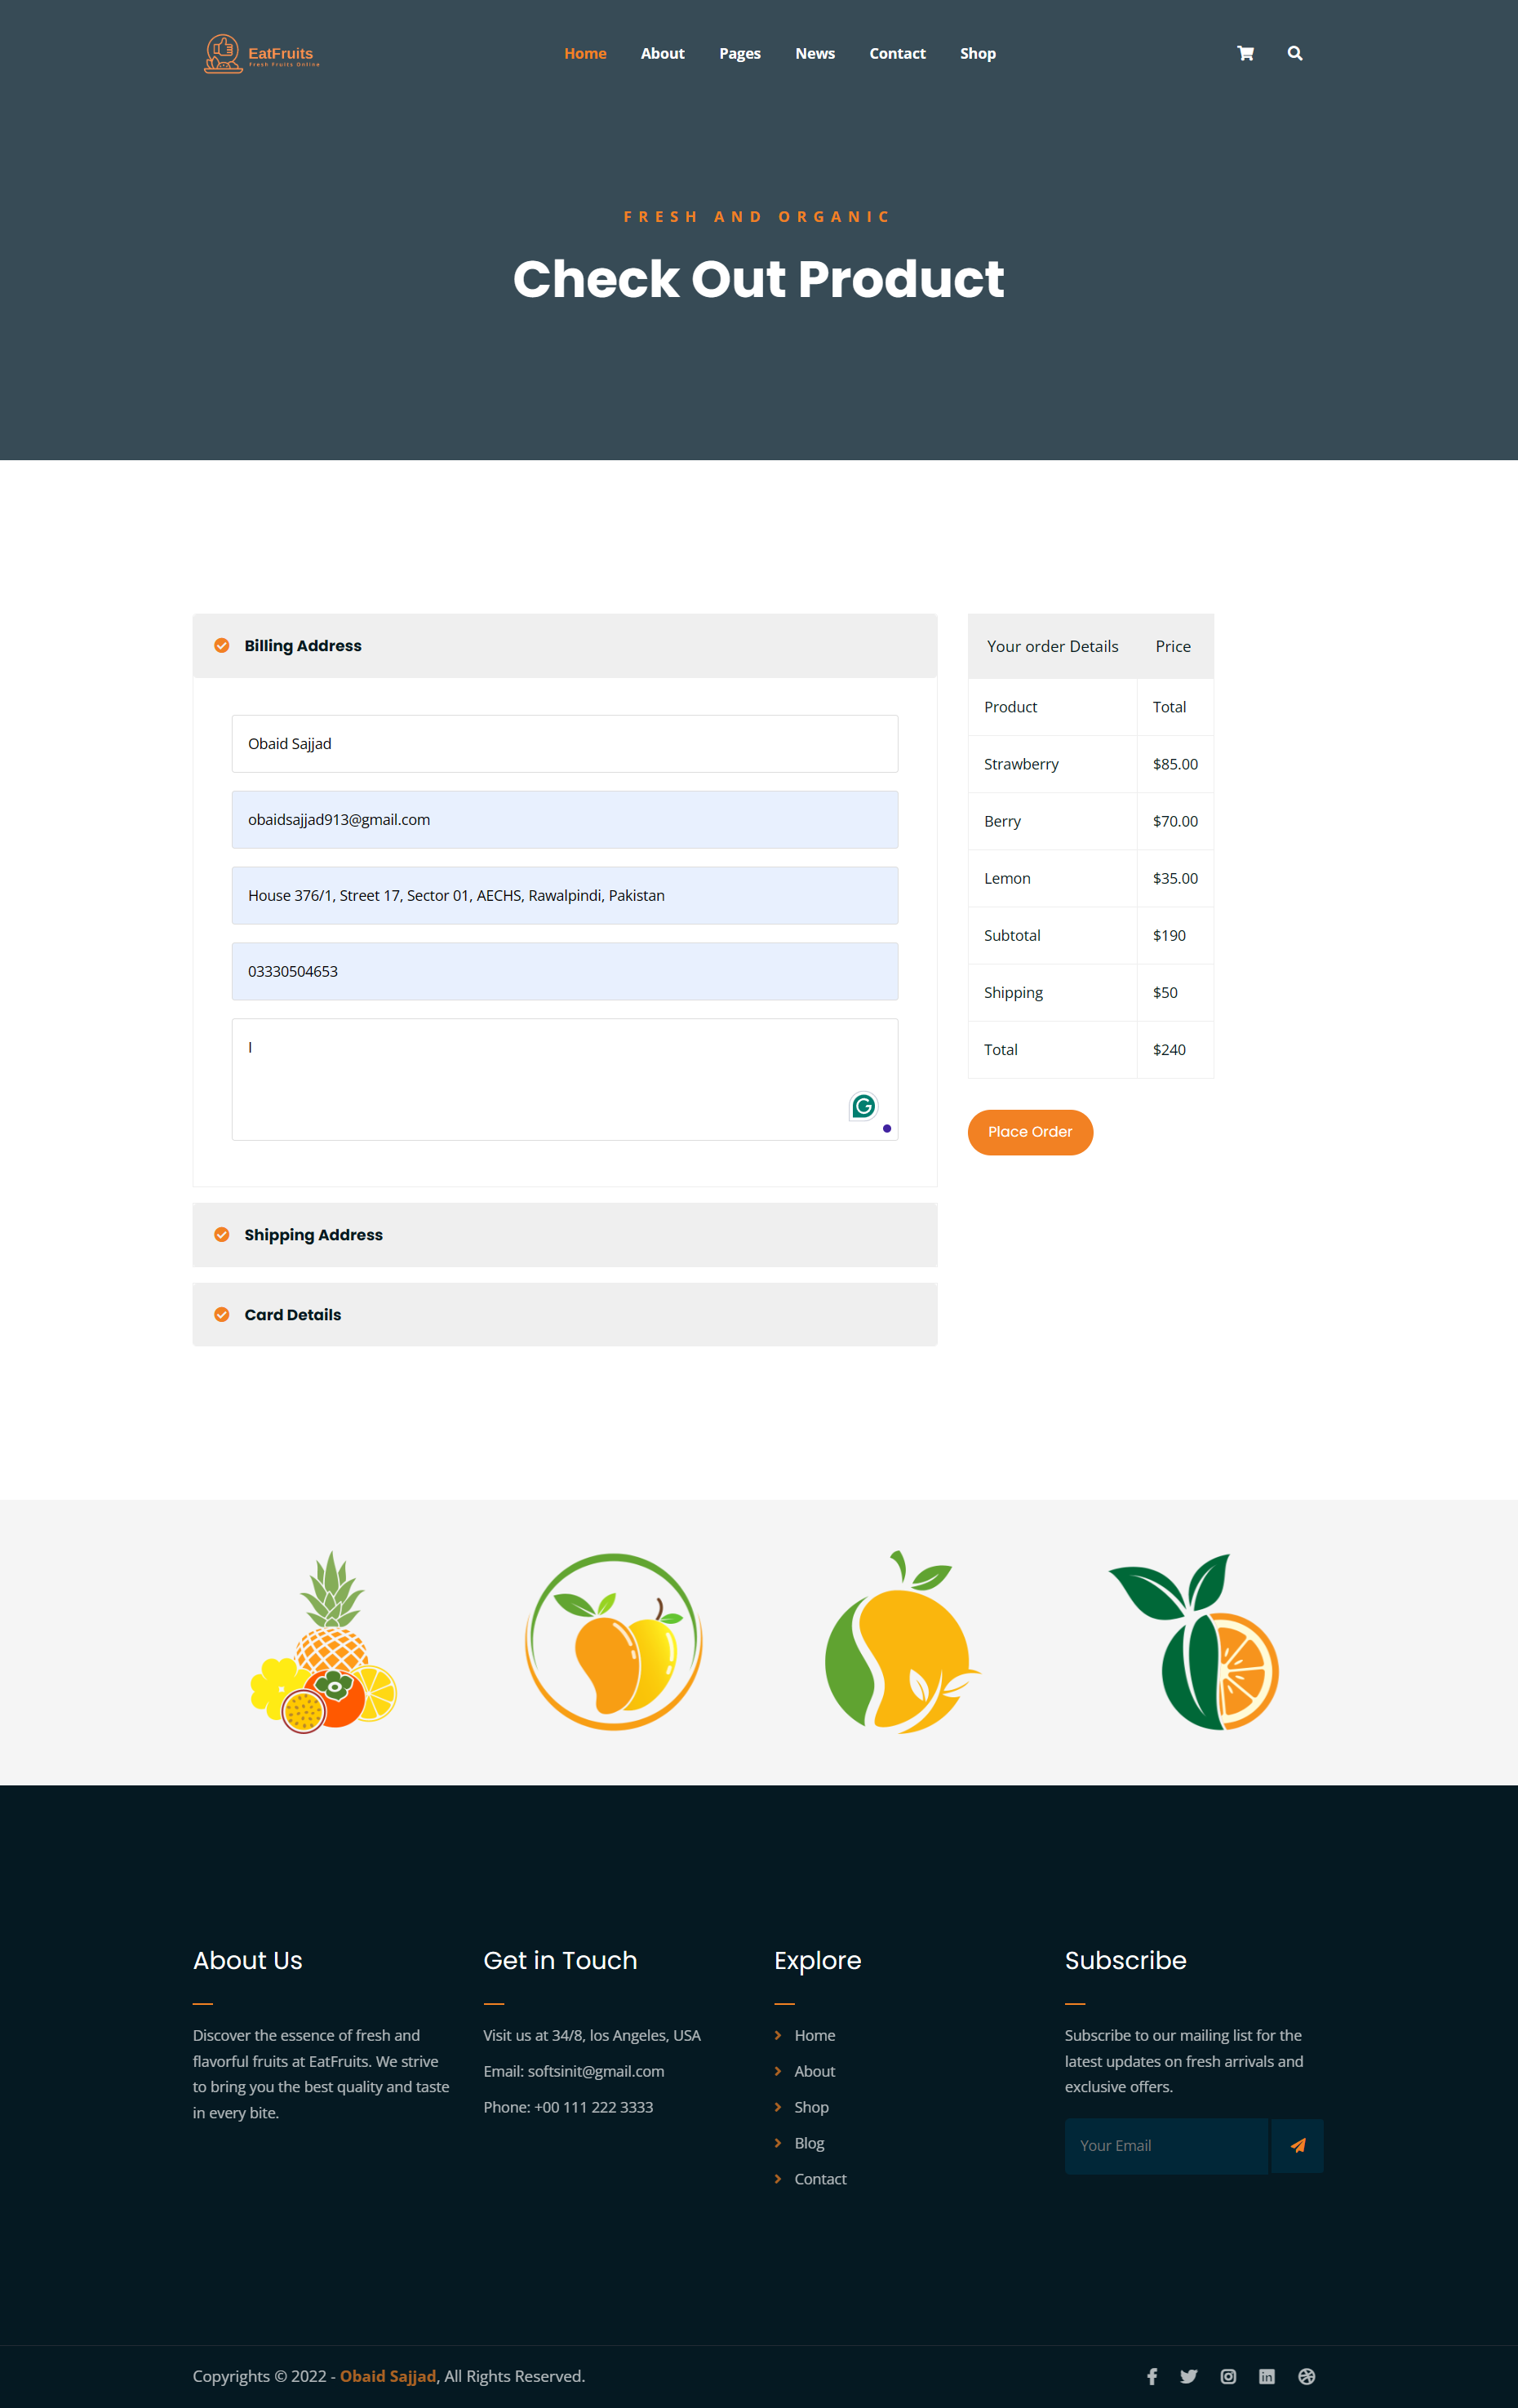 EatFruits
Fresh Fruits Online
Home About Pages News Contact Shop
FRESH AND ORGANIC
Check Out Product
Billing Address
Obaid Sajjad
obaidsajjad913@gmail.com
House 376/1, Street 17, Sector 01, AECHS, Rawalpindi, Pakistan
03330504653
I
Shipping Address
Card Details
Your order Details Price
Product Total
Strawberry $85.00
Berry $70.00
Lemon $35.00
Subtotal $190
Shipping $50
Total $240
Place Order
About Us
Discover the essence of fresh and
flavorful fruits at EatFruits. We strive
to bring you the best quality and taste
in every bite.
Get in Touch
Visit us at 34/8, los Angeles, USA
Email: softsinit@gmail.com
Phone: +00 111 222 3333
Explore
Home
About
Shop
Blog
Contact
Subscribe
Subscribe to our mailing list for the
latest updates on fresh arrivals and
exclusive offers.
Your Email
Copyrights © 2022 - Obaid Sajjad, All Rights Reserved.